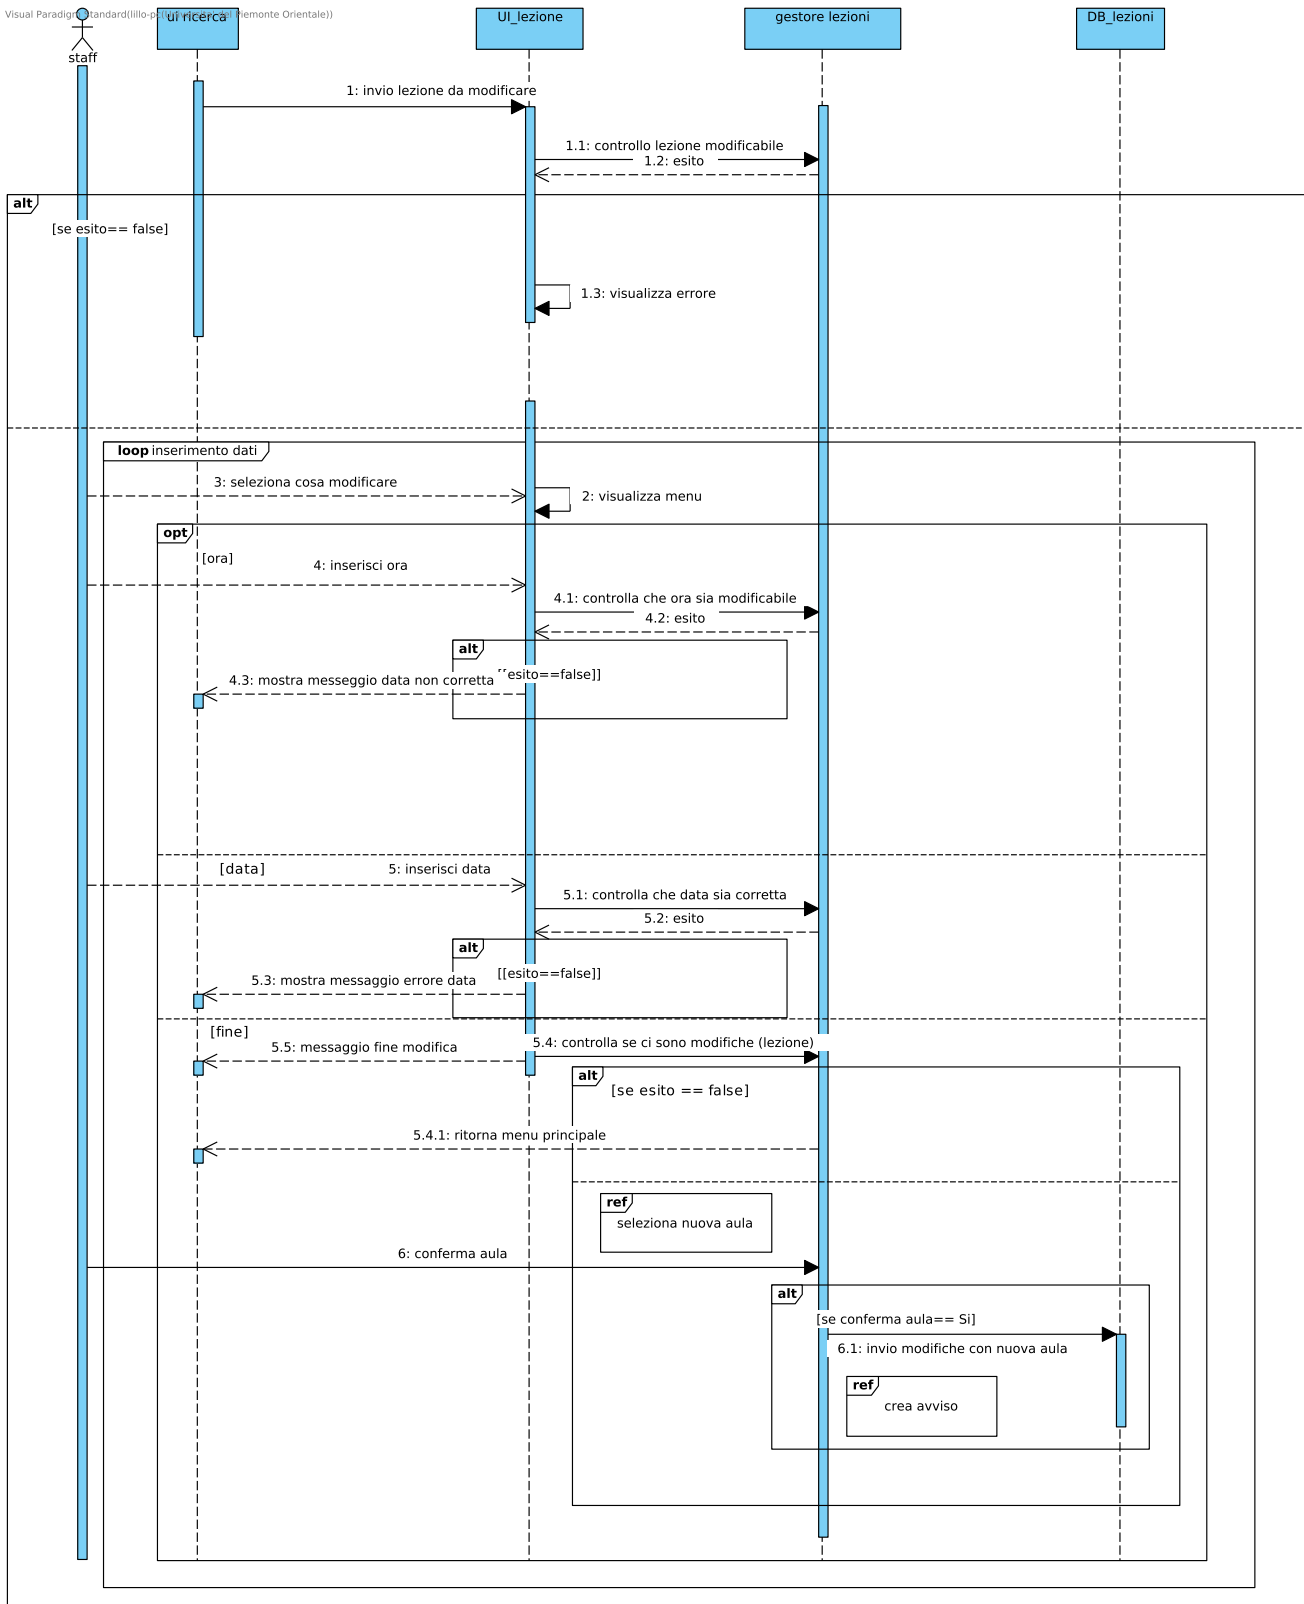 Visual Paradigm Standard(lillo-pc(Università del Piemonte Orientale))
staff
ui ricerca
UI_lezione
gestore lezioni
DB_lezioni
1: invio lezione da modificare
1.1: controllo lezione modificabile
1.2: esito
alt
[se esito== false]
1.3: visualizza errore
loop inserimento dati
3: seleziona cosa modificare
2: visualizza menu
opt
[ora]
4: inserisci ora
4.1: controlla che ora sia modificabile
4.2: esito
alt
[[esito==false]]
4.3: mostra messeggio data non corretta
[data]
5: inserisci data
5.1: controlla che data sia corretta
5.2: esito
alt
[[esito==false]]
5.3: mostra messaggio errore data
[fine]
5.5: messaggio fine modifica
5.4: controlla se ci sono modifiche (lezione)
alt
[se esito == false]
5.4.1: ritorna menu principale
ref
seleziona nuova aula
6: conferma aula
alt
[se conferma aula== Si]
6.1: invio modifiche con nuova aula
ref
crea avviso